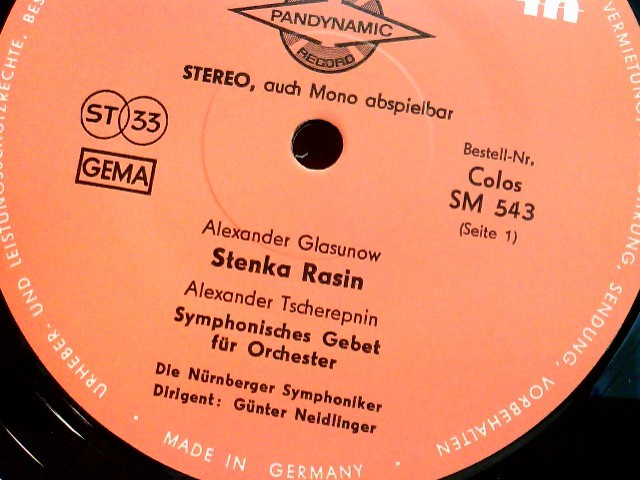 PANDYNAMIC
RECORD
STEREO, auch Mono abspielbar
ST 33
GEMA
Bestell-Nr.
Colos
SM 543
(Seite 1)
Alexander Glasunow
Stenka Rasin
Alexander Tscherepnin
Symphonisches Gebet
für Orchester
Die Nürnberger Symphoniker
Dirigent: Günter Neidlinger
URHEBER- UND LEISTUNGSSCHUTZRECHTE,
SENDUNG, VORBEHALTEN
· MADE IN GERMANY ·